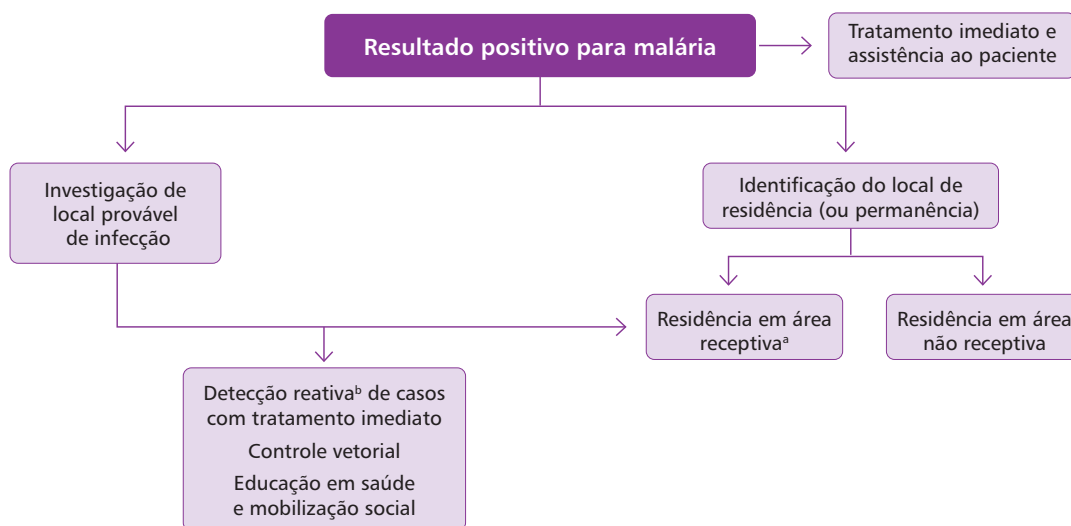 Resultado positivo para malária
Tratamento imediato e
assistência ao paciente
Investigação de
local provável
de infecção
Identificação do local de
residência (ou permanência)
Residência em área
receptivaᵃ
Residência em área
não receptiva
Detecção reativaᵇ de casos
com tratamento imediato
Controle vetorial
Educação em saúde
e mobilização social